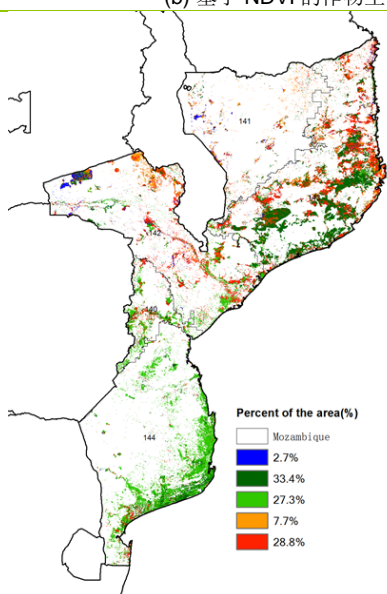 (b) 基于 NDVI 的作物生
141
140
144
Percent of the area(%)
Mozambique
2.7%
33.4%
27.3%
7.7%
28.8%